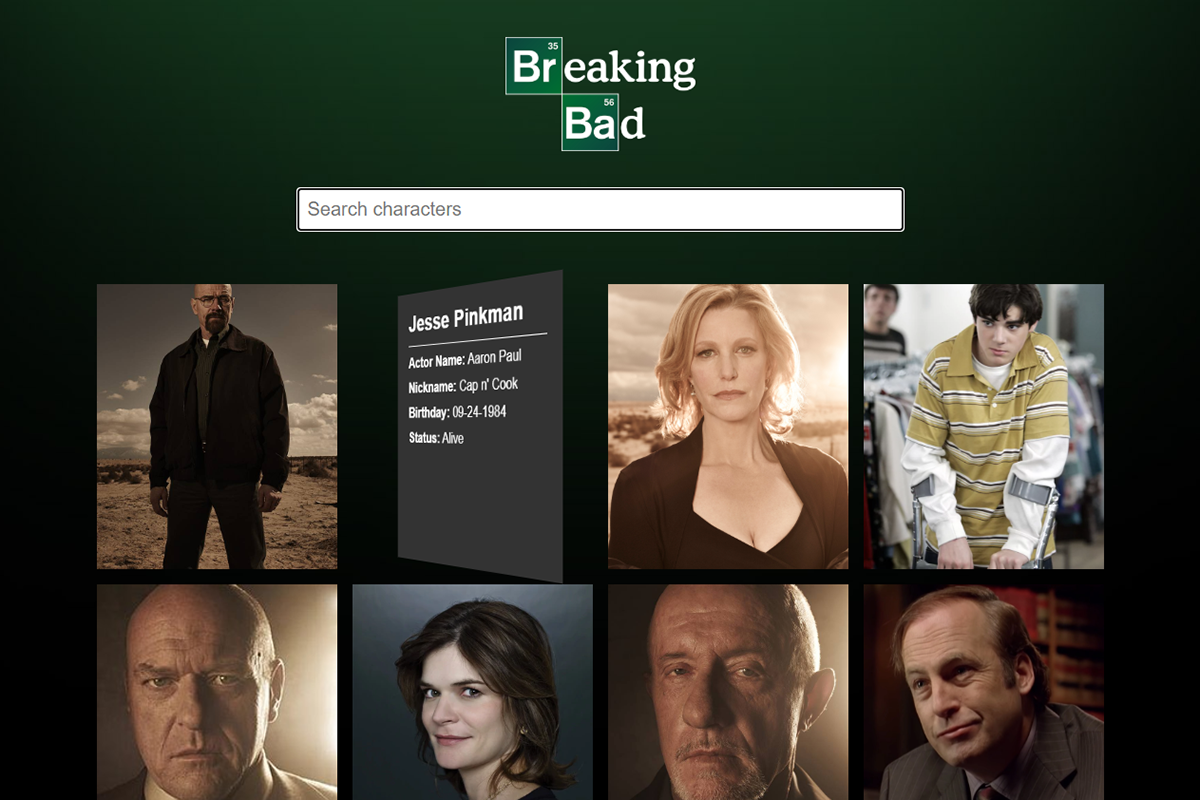 35
Breaking
56
Bad
Search characters
Jesse Pinkman
Actor Name: Aaron Paul
Nickname: Cap n' Cook
Birthday: 09-24-1984
Status: Alive